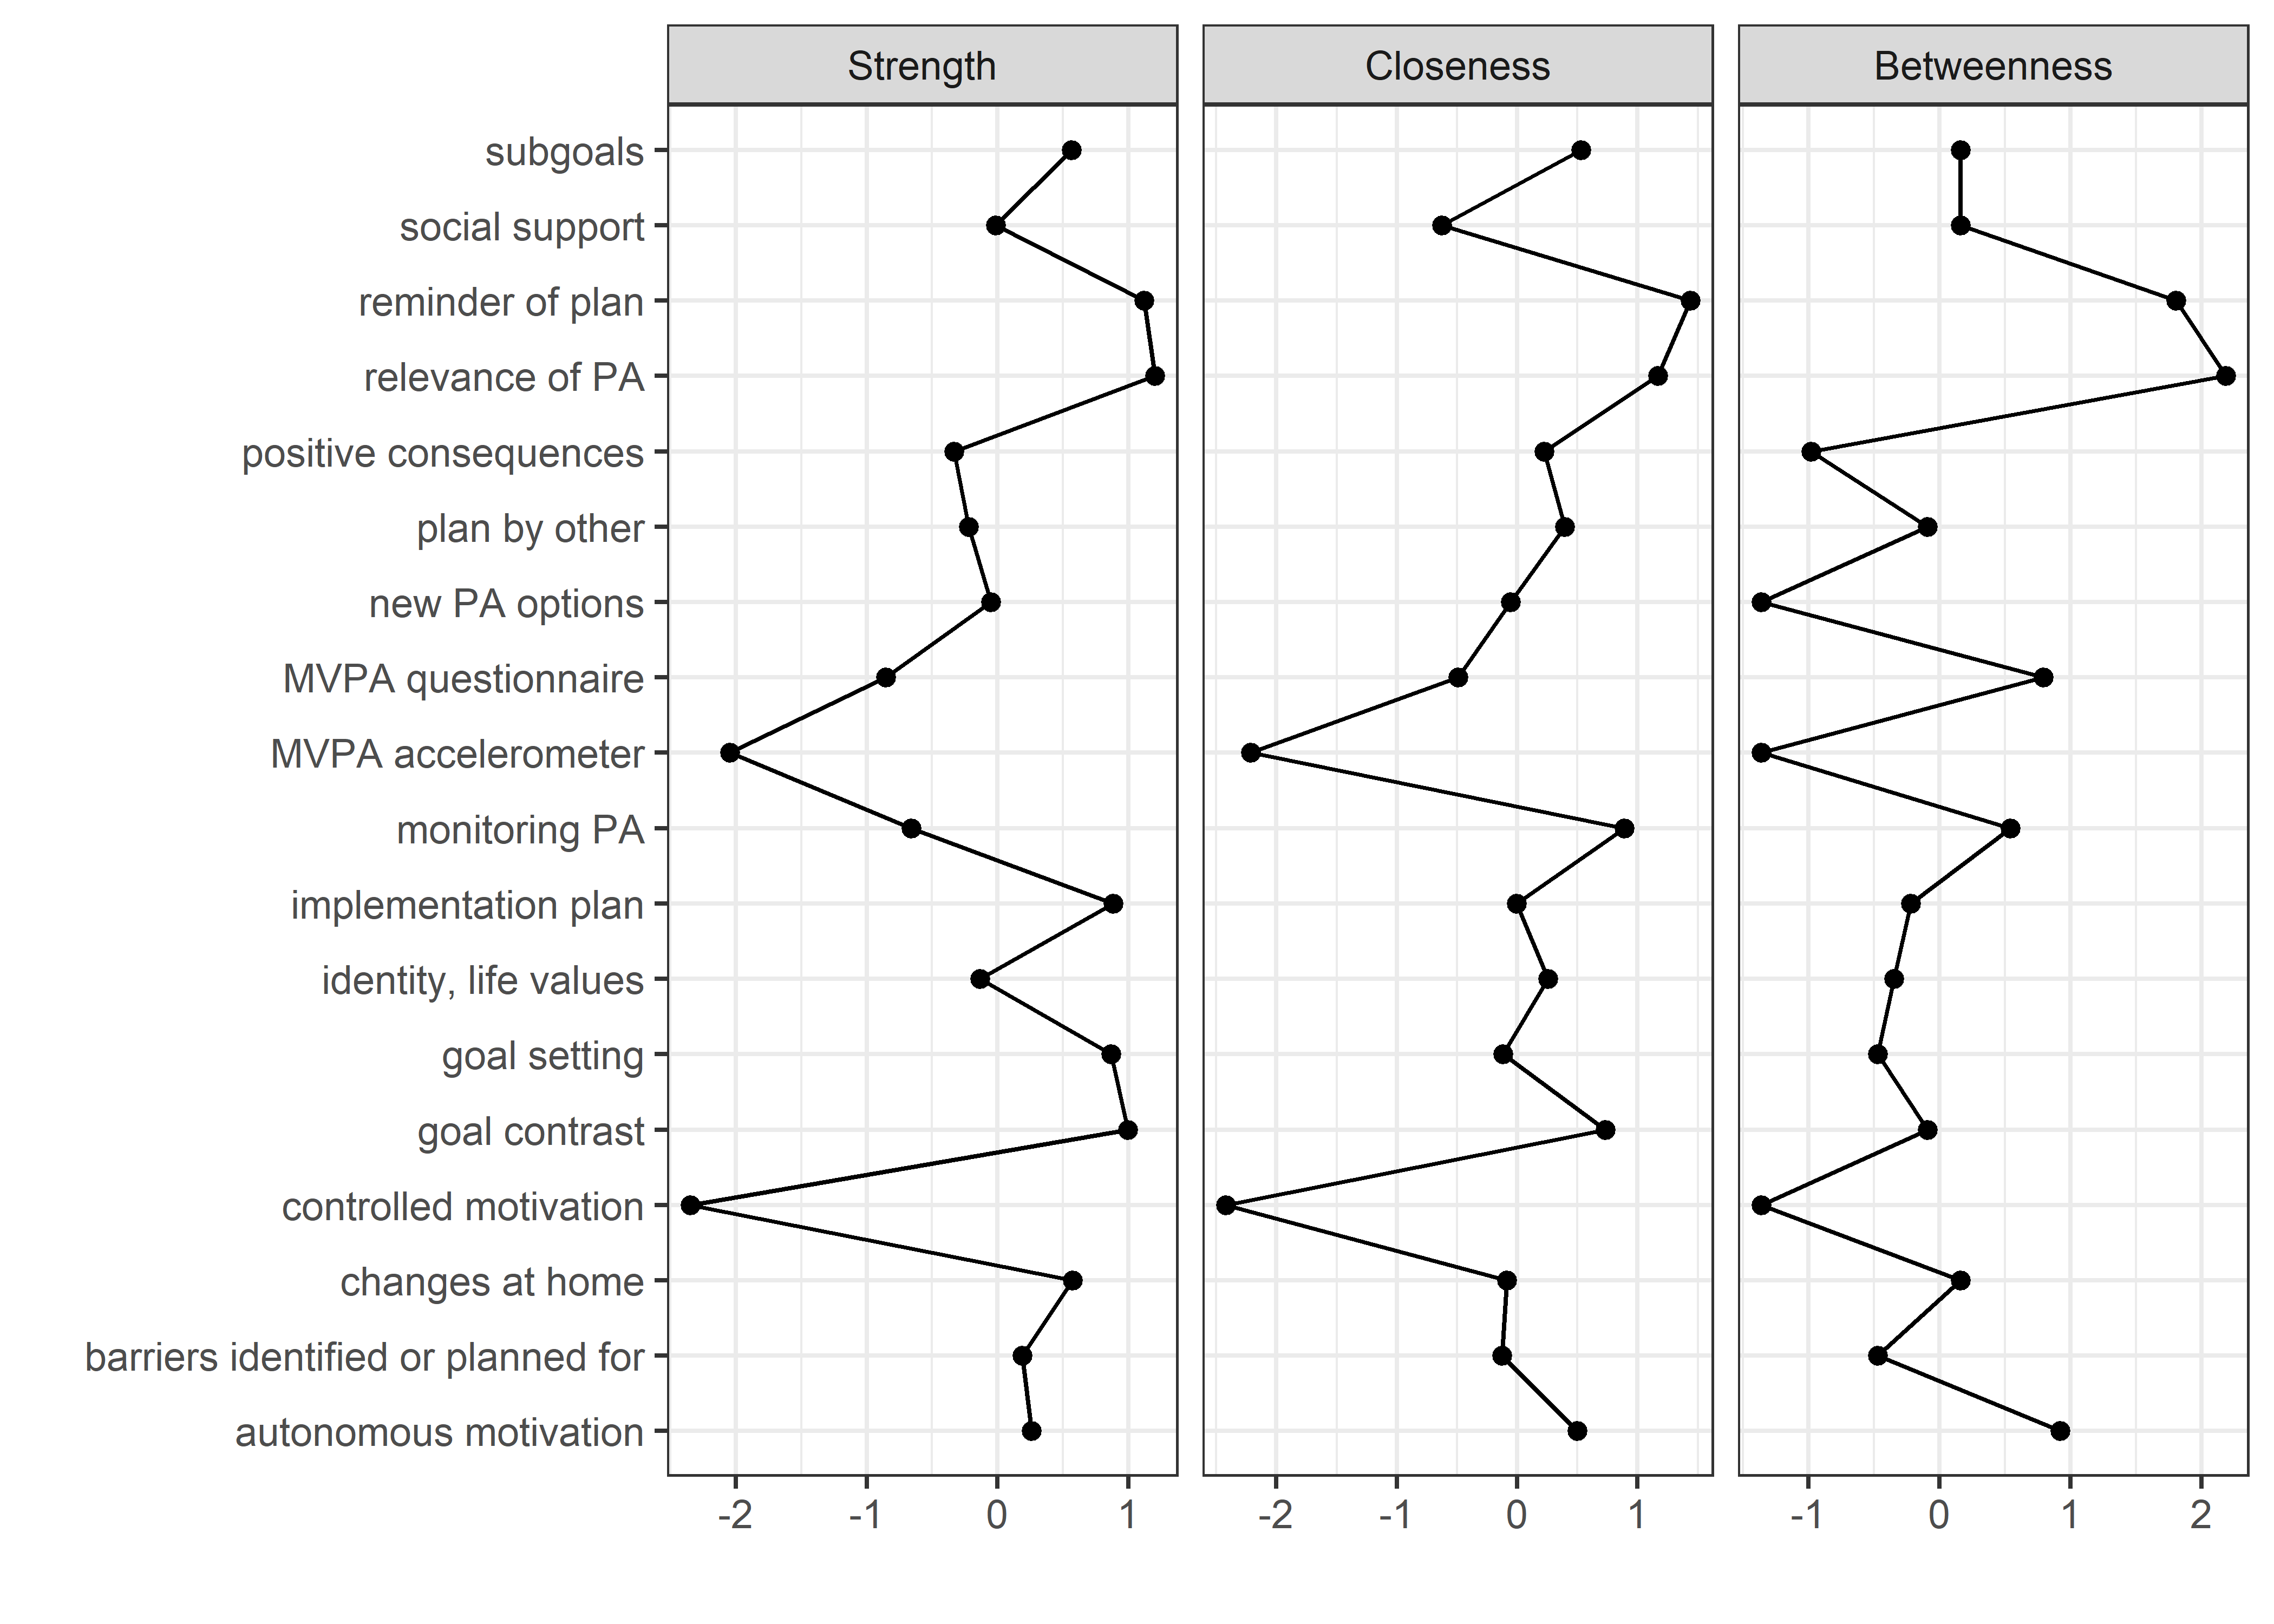 Strength Closeness Betweenness
subgoals
social support
reminder of plan
relevance of PA
positive consequences
plan by other
new PA options
MVPA questionnaire
MVPA accelerometer
monitoring PA
implementation plan
identity, life values
goal setting
goal contrast
controlled motivation
changes at home
barriers identified or planned for
autonomous motivation
-2 -1 0 1 -2 -1 0 1 -1 0 1 2